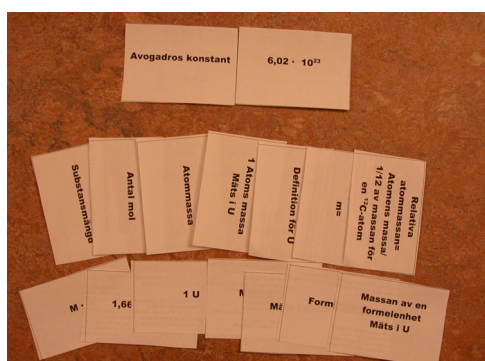 Avogadros konstant
6,02 · 10²³
Substansmängd
Antal mol
Atommassa
1 Atoms massa
Mäts i U
Definition för U
m=
Relativa
atommassan=
Atomens massa/
1/12 av massan för
en ¹²C-atom
M ·
1,66
1 U
M
Mä
Form
Massan av en
formelenhet
Mäts i U